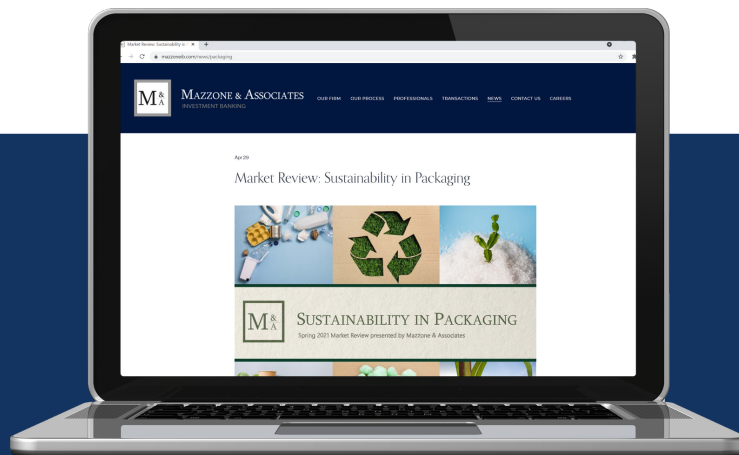 Market Review: Sustainability in
mazzoneib.com/news/packaging
M&A
MAZZONE & ASSOCIATES
INVESTMENT BANKING
OUR FIRM OUR PROCESS PROFESSIONALS TRANSACTIONS NEWS CONTACT US CAREERS
Apr 29
Market Review: Sustainability in Packaging
M&A
SUSTAINABILITY IN PACKAGING
Spring 2021 Market Review presented by Mazzone & Associates